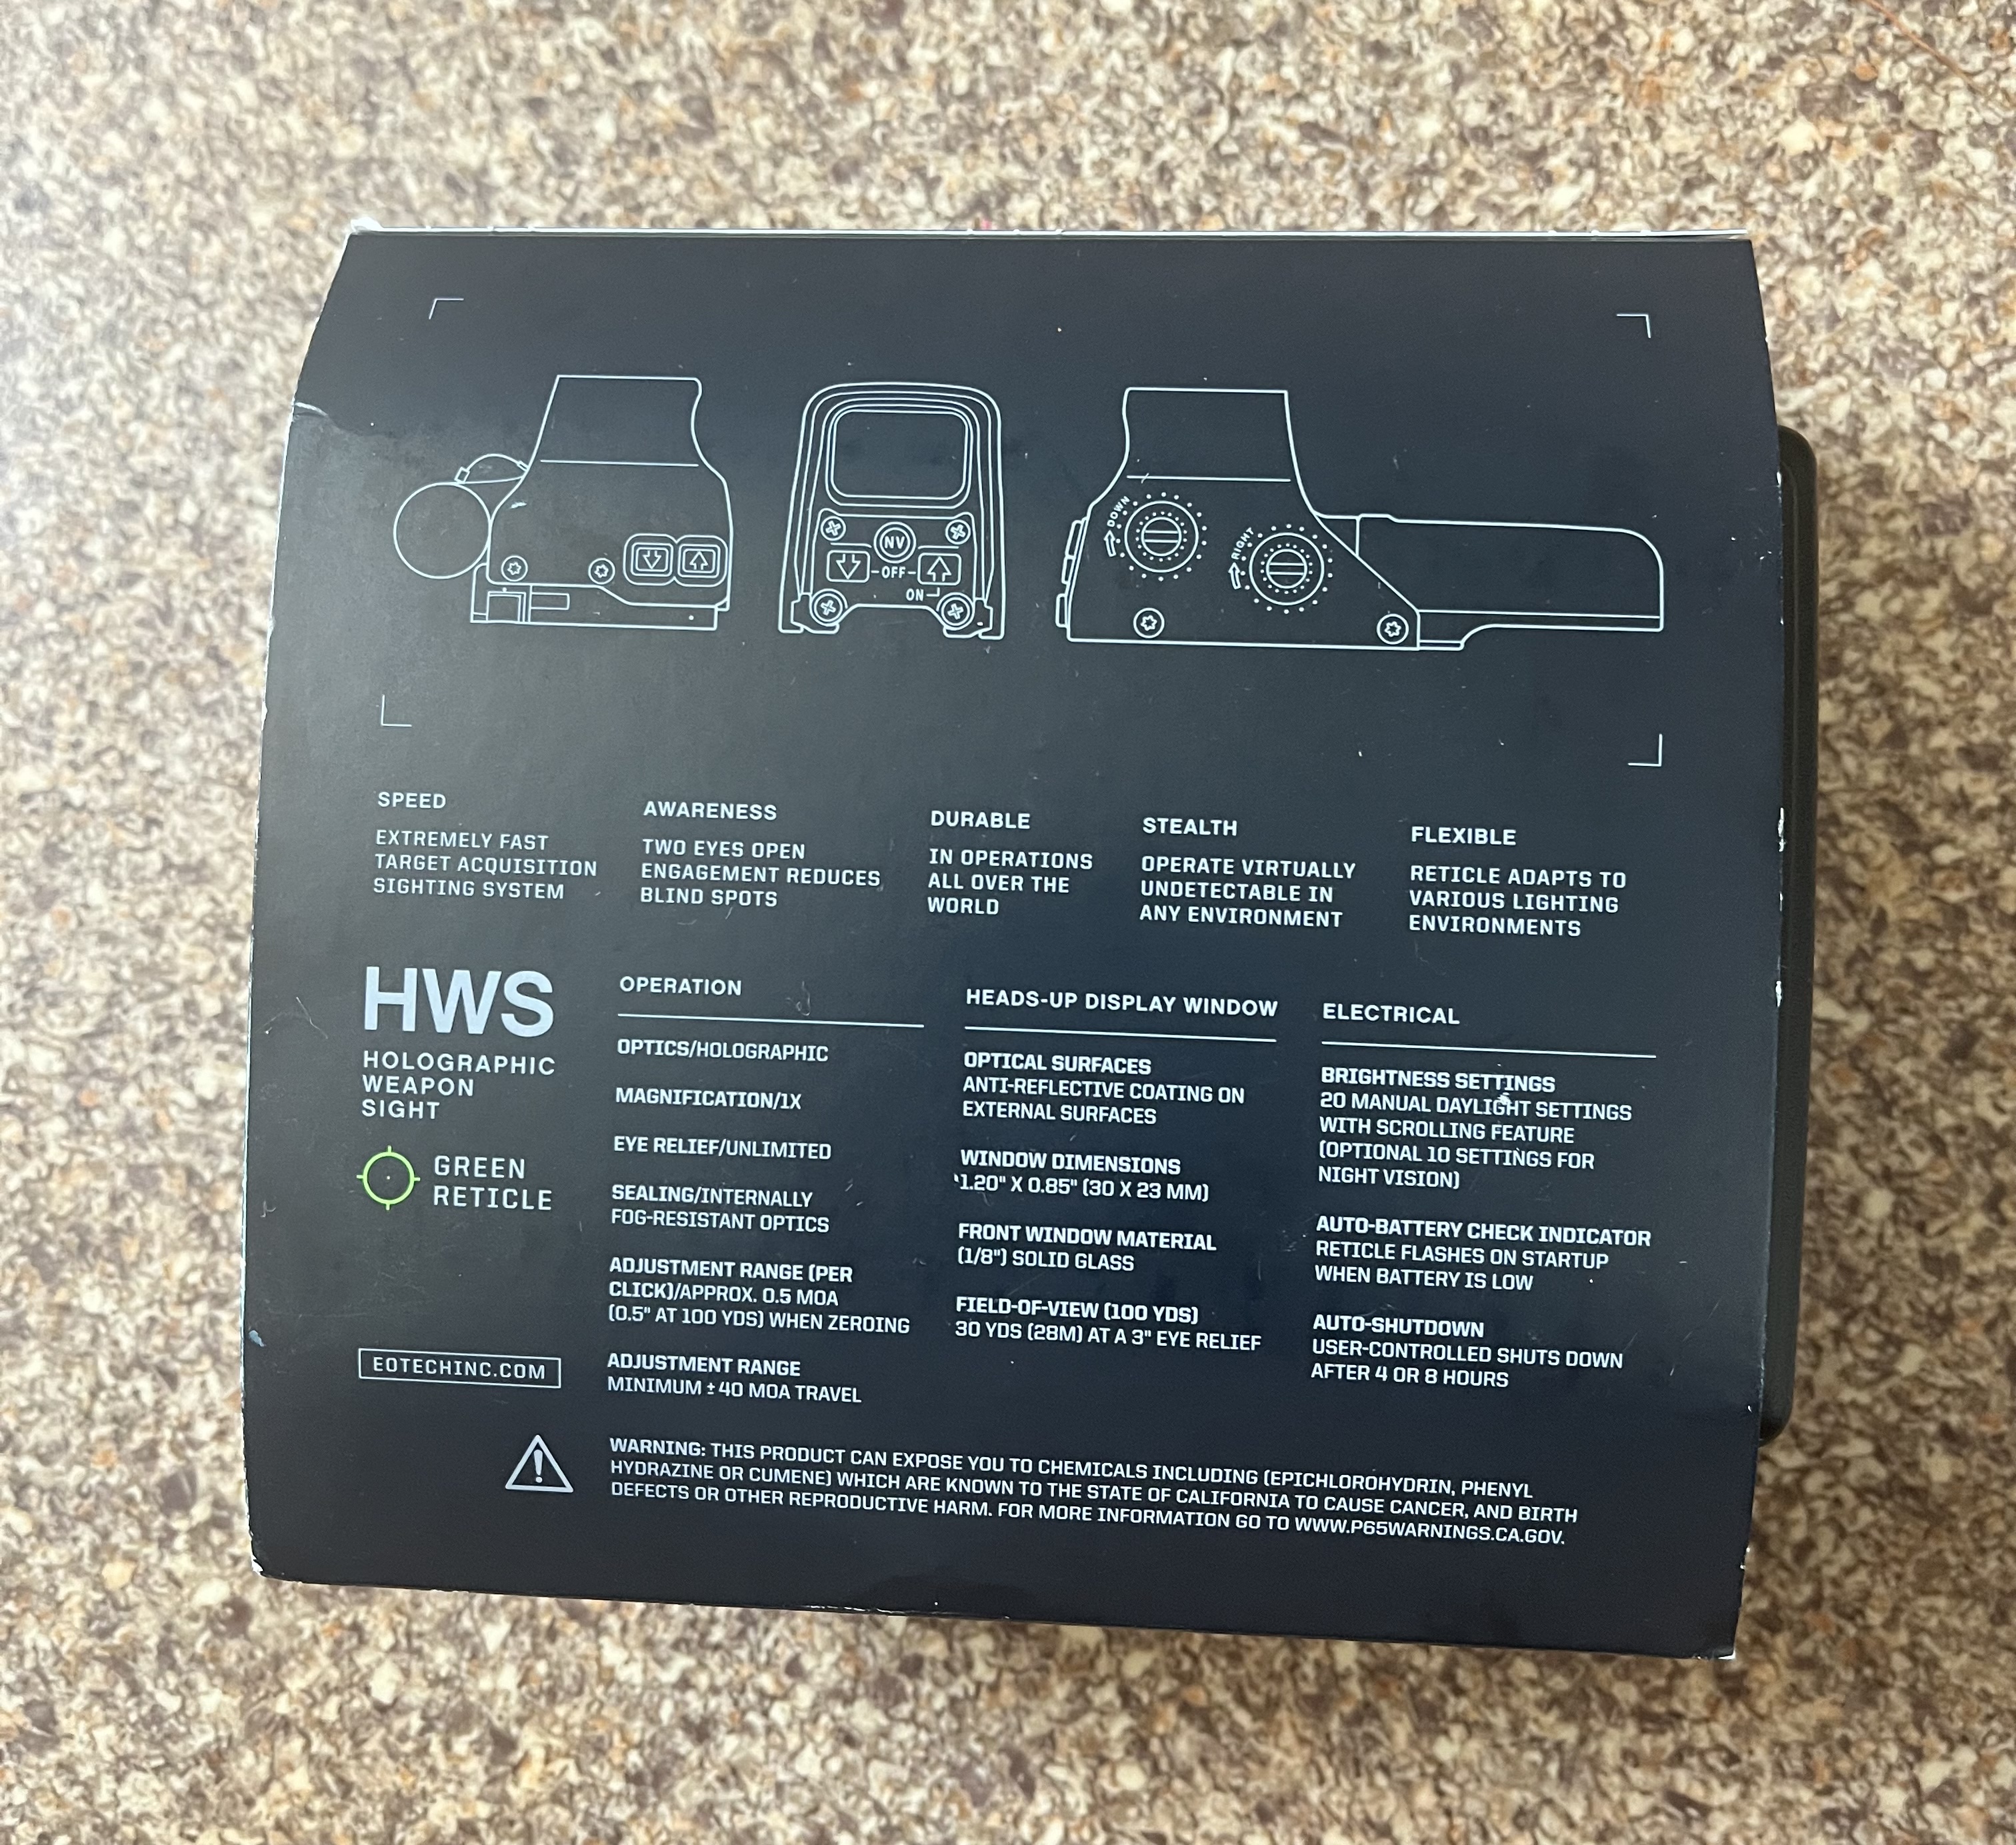 DOWN
RIGHT
NV
OFF
ON
SPEED
EXTREMELY FAST
TARGET ACQUISITION
SIGHTING SYSTEM
AWARENESS
TWO EYES OPEN
ENGAGEMENT REDUCES
BLIND SPOTS
DURABLE
IN OPERATIONS
ALL OVER THE
WORLD
STEALTH
OPERATE VIRTUALLY
UNDETECTABLE IN
ANY ENVIRONMENT
FLEXIBLE
RETICLE ADAPTS TO
VARIOUS LIGHTING
ENVIRONMENTS
HWS
HOLOGRAPHIC
WEAPON
SIGHT
GREEN
RETICLE
EOTECHINC.COM
OPERATION
OPTICS/HOLOGRAPHIC
MAGNIFICATION/1X
EYE RELIEF/UNLIMITED
SEALING/INTERNALLY
FOG-RESISTANT OPTICS
ADJUSTMENT RANGE (PER
CLICK)/APPROX. 0.5 MOA
(0.5" AT 100 YDS) WHEN ZEROING
ADJUSTMENT RANGE
MINIMUM ±40 MOA TRAVEL
HEADS-UP DISPLAY WINDOW
OPTICAL SURFACES
ANTI-REFLECTIVE COATING ON
EXTERNAL SURFACES
WINDOW DIMENSIONS
1.20" X 0.85" (30 X 23 MM)
FRONT WINDOW MATERIAL
(1/8") SOLID GLASS
FIELD-OF-VIEW (100 YDS)
30 YDS (28M) AT A 3" EYE RELIEF
ELECTRICAL
BRIGHTNESS SETTINGS
20 MANUAL DAYLIGHT SETTINGS
WITH SCROLLING FEATURE
(OPTIONAL 10 SETTINGS FOR
NIGHT VISION)
AUTO-BATTERY CHECK INDICATOR
RETICLE FLASHES ON STARTUP
WHEN BATTERY IS LOW
AUTO-SHUTDOWN
USER-CONTROLLED SHUTS DOWN
AFTER 4 OR 8 HOURS
WARNING: THIS PRODUCT CAN EXPOSE YOU TO CHEMICALS INCLUDING (EPICHLOROHYDRIN, PHENYL
HYDRAZINE OR CUMENE) WHICH ARE KNOWN TO THE STATE OF CALIFORNIA TO CAUSE CANCER, AND BIRTH
DEFECTS OR OTHER REPRODUCTIVE HARM. FOR MORE INFORMATION GO TO WWW.P65WARNINGS.CA.GOV.